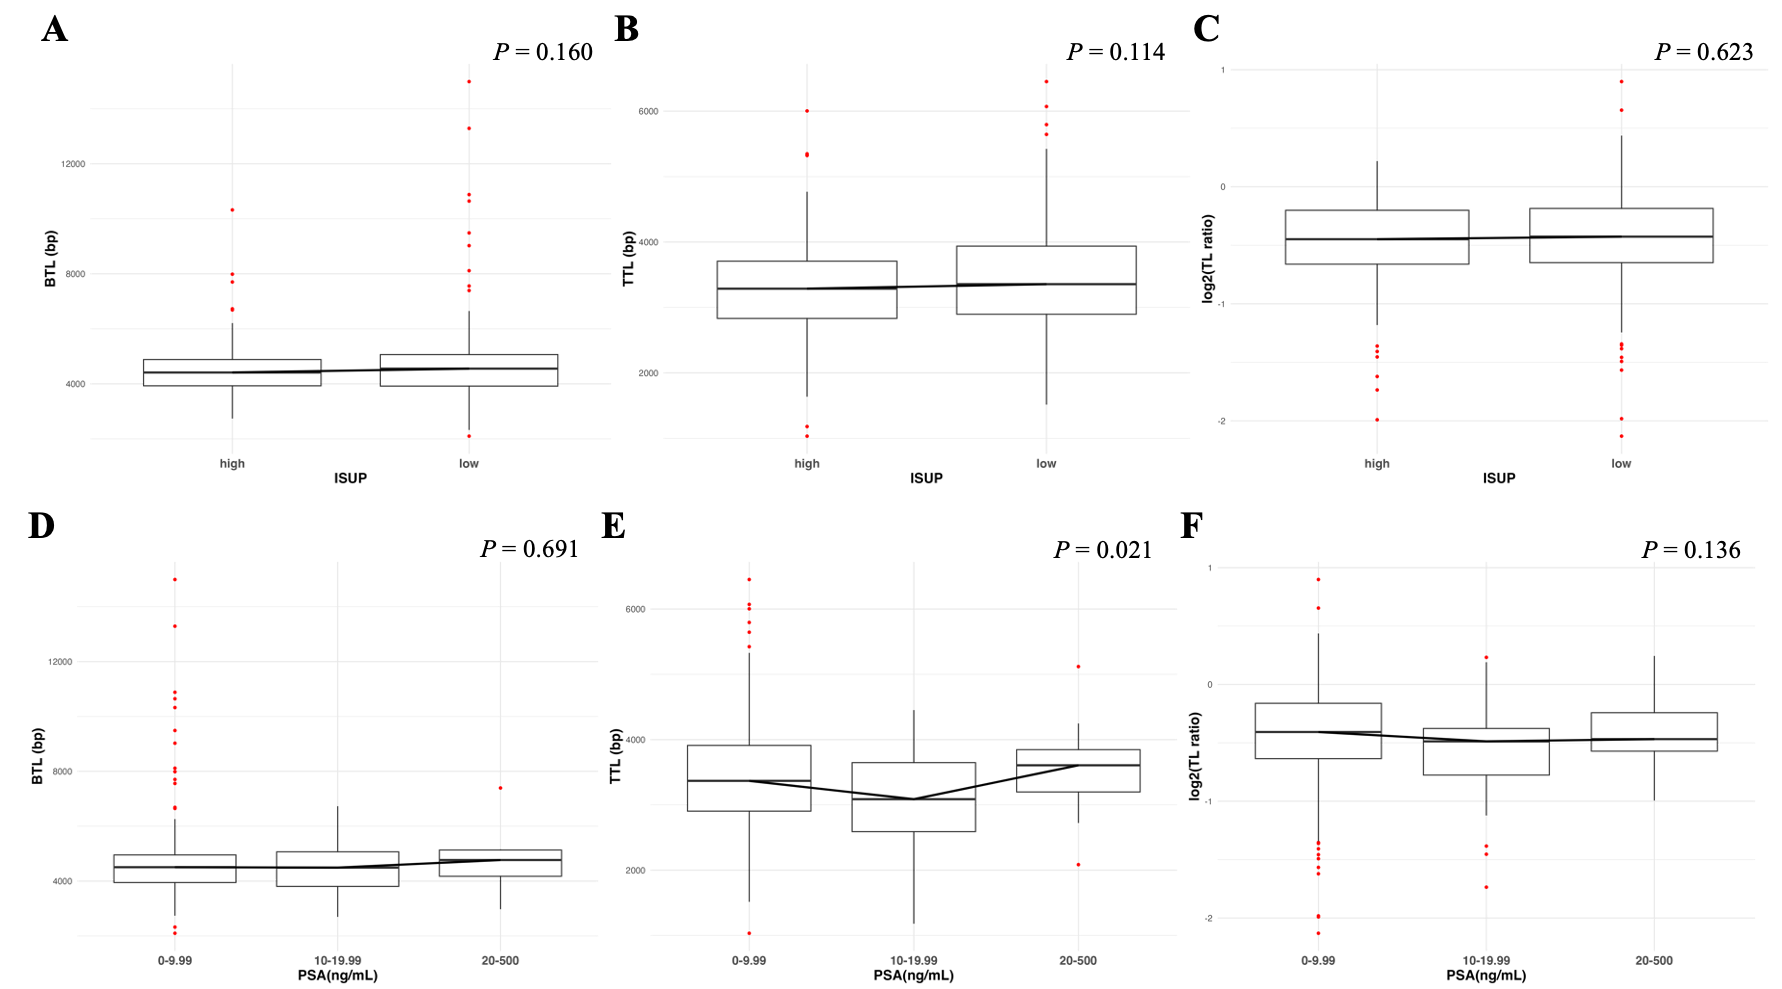 A
P = 0.160
BTL (bp)
12000
8000
4000
high
low
ISUP
B
P = 0.114
TTL (bp)
6000
4000
2000
high
low
ISUP
C
P = 0.623
log2(TL ratio)
1
0
-1
-2
high
low
ISUP
D
P = 0.691
BTL (bp)
12000
8000
4000
0-9.99
10-19.99
20-500
PSA(ng/mL)
E
P = 0.021
TTL (bp)
6000
4000
2000
0-9.99
10-19.99
20-500
PSA(ng/mL)
F
P = 0.136
log2(TL ratio)
1
0
-1
-2
0-9.99
10-19.99
20-500
PSA(ng/mL)